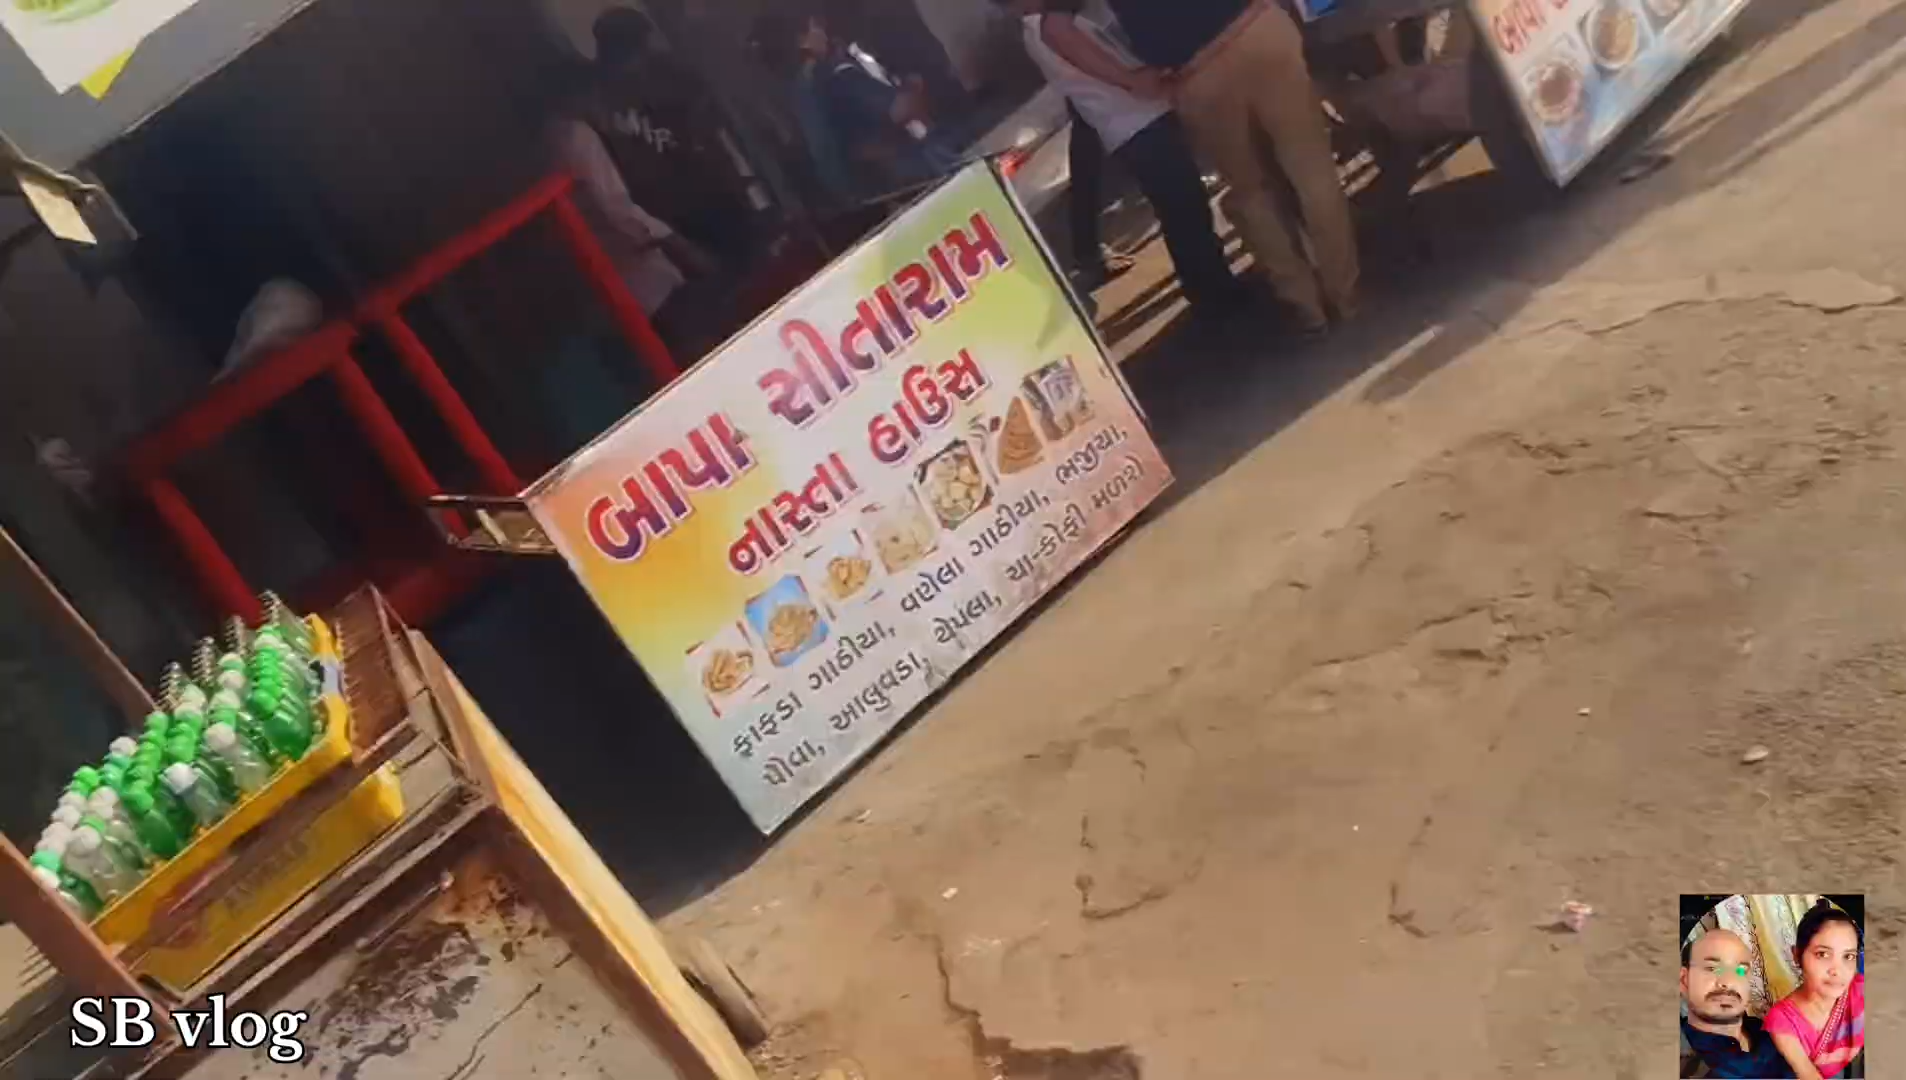 બાપા સીતારામ
નાસ્તા હાઉસ
ફાફડા ગાઠીયા, વણેલા ગાઠીયા, ભજીયા,
પૌવા, આલુવડા, થેપલા, ચા-કોફી મળશે
બાપા
SB vlog